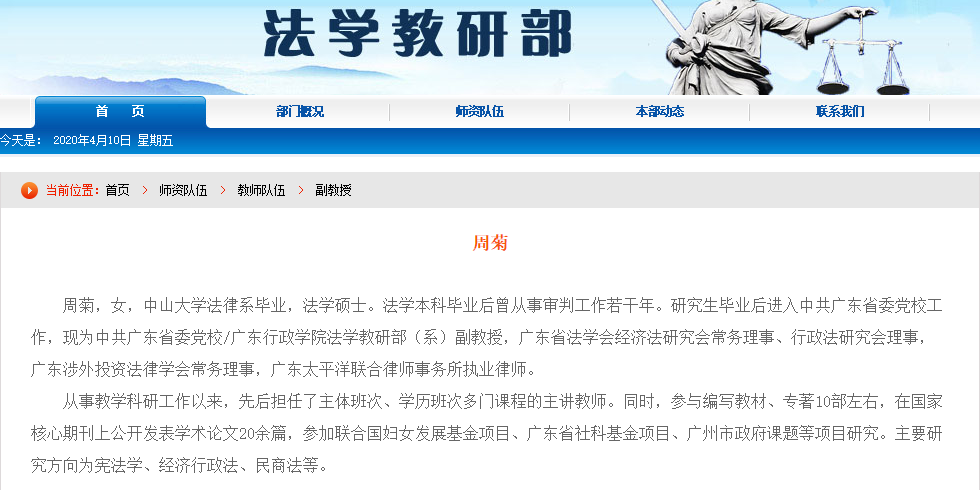 法学教研部
首 页 部门概况 师资队伍 本部动态 联系我们
今天是： 2020年4月10日 星期五
当前位置：首页 > 师资队伍 > 教师队伍 > 副教授
周菊
周菊，女，中山大学法律系毕业，法学硕士。法学本科毕业后曾从事审判工作若干年。研究生毕业后进入中共广东省委党校工
作，现为中共广东省委党校/广东行政学院法学教研部（系）副教授，广东省法学会经济法研究会常务理事、行政法研究会理事，
广东涉外投资法律学会常务理事，广东太平洋联合律师事务所执业律师。
从事教学科研工作以来，先后担任了主体班次、学历班次多门课程的主讲教师。同时，参与编写教材、专著10部左右，在国家
核心期刊上公开发表学术论文20余篇，参加联合国妇女发展基金项目、广东省社科基金项目、广州市政府课题等项目研究。主要研
究方向为宪法学、经济行政法、民商法等。